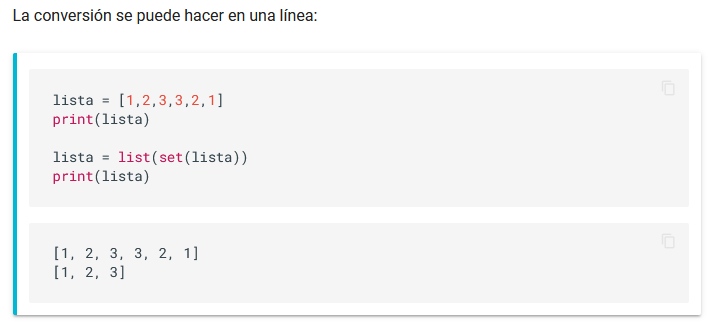 La conversión se puede hacer en una línea:
lista = [1,2,3,3,2,1]
print(lista)
lista = list(set(lista))
print(lista)
[1, 2, 3, 3, 2, 1]
[1, 2, 3]